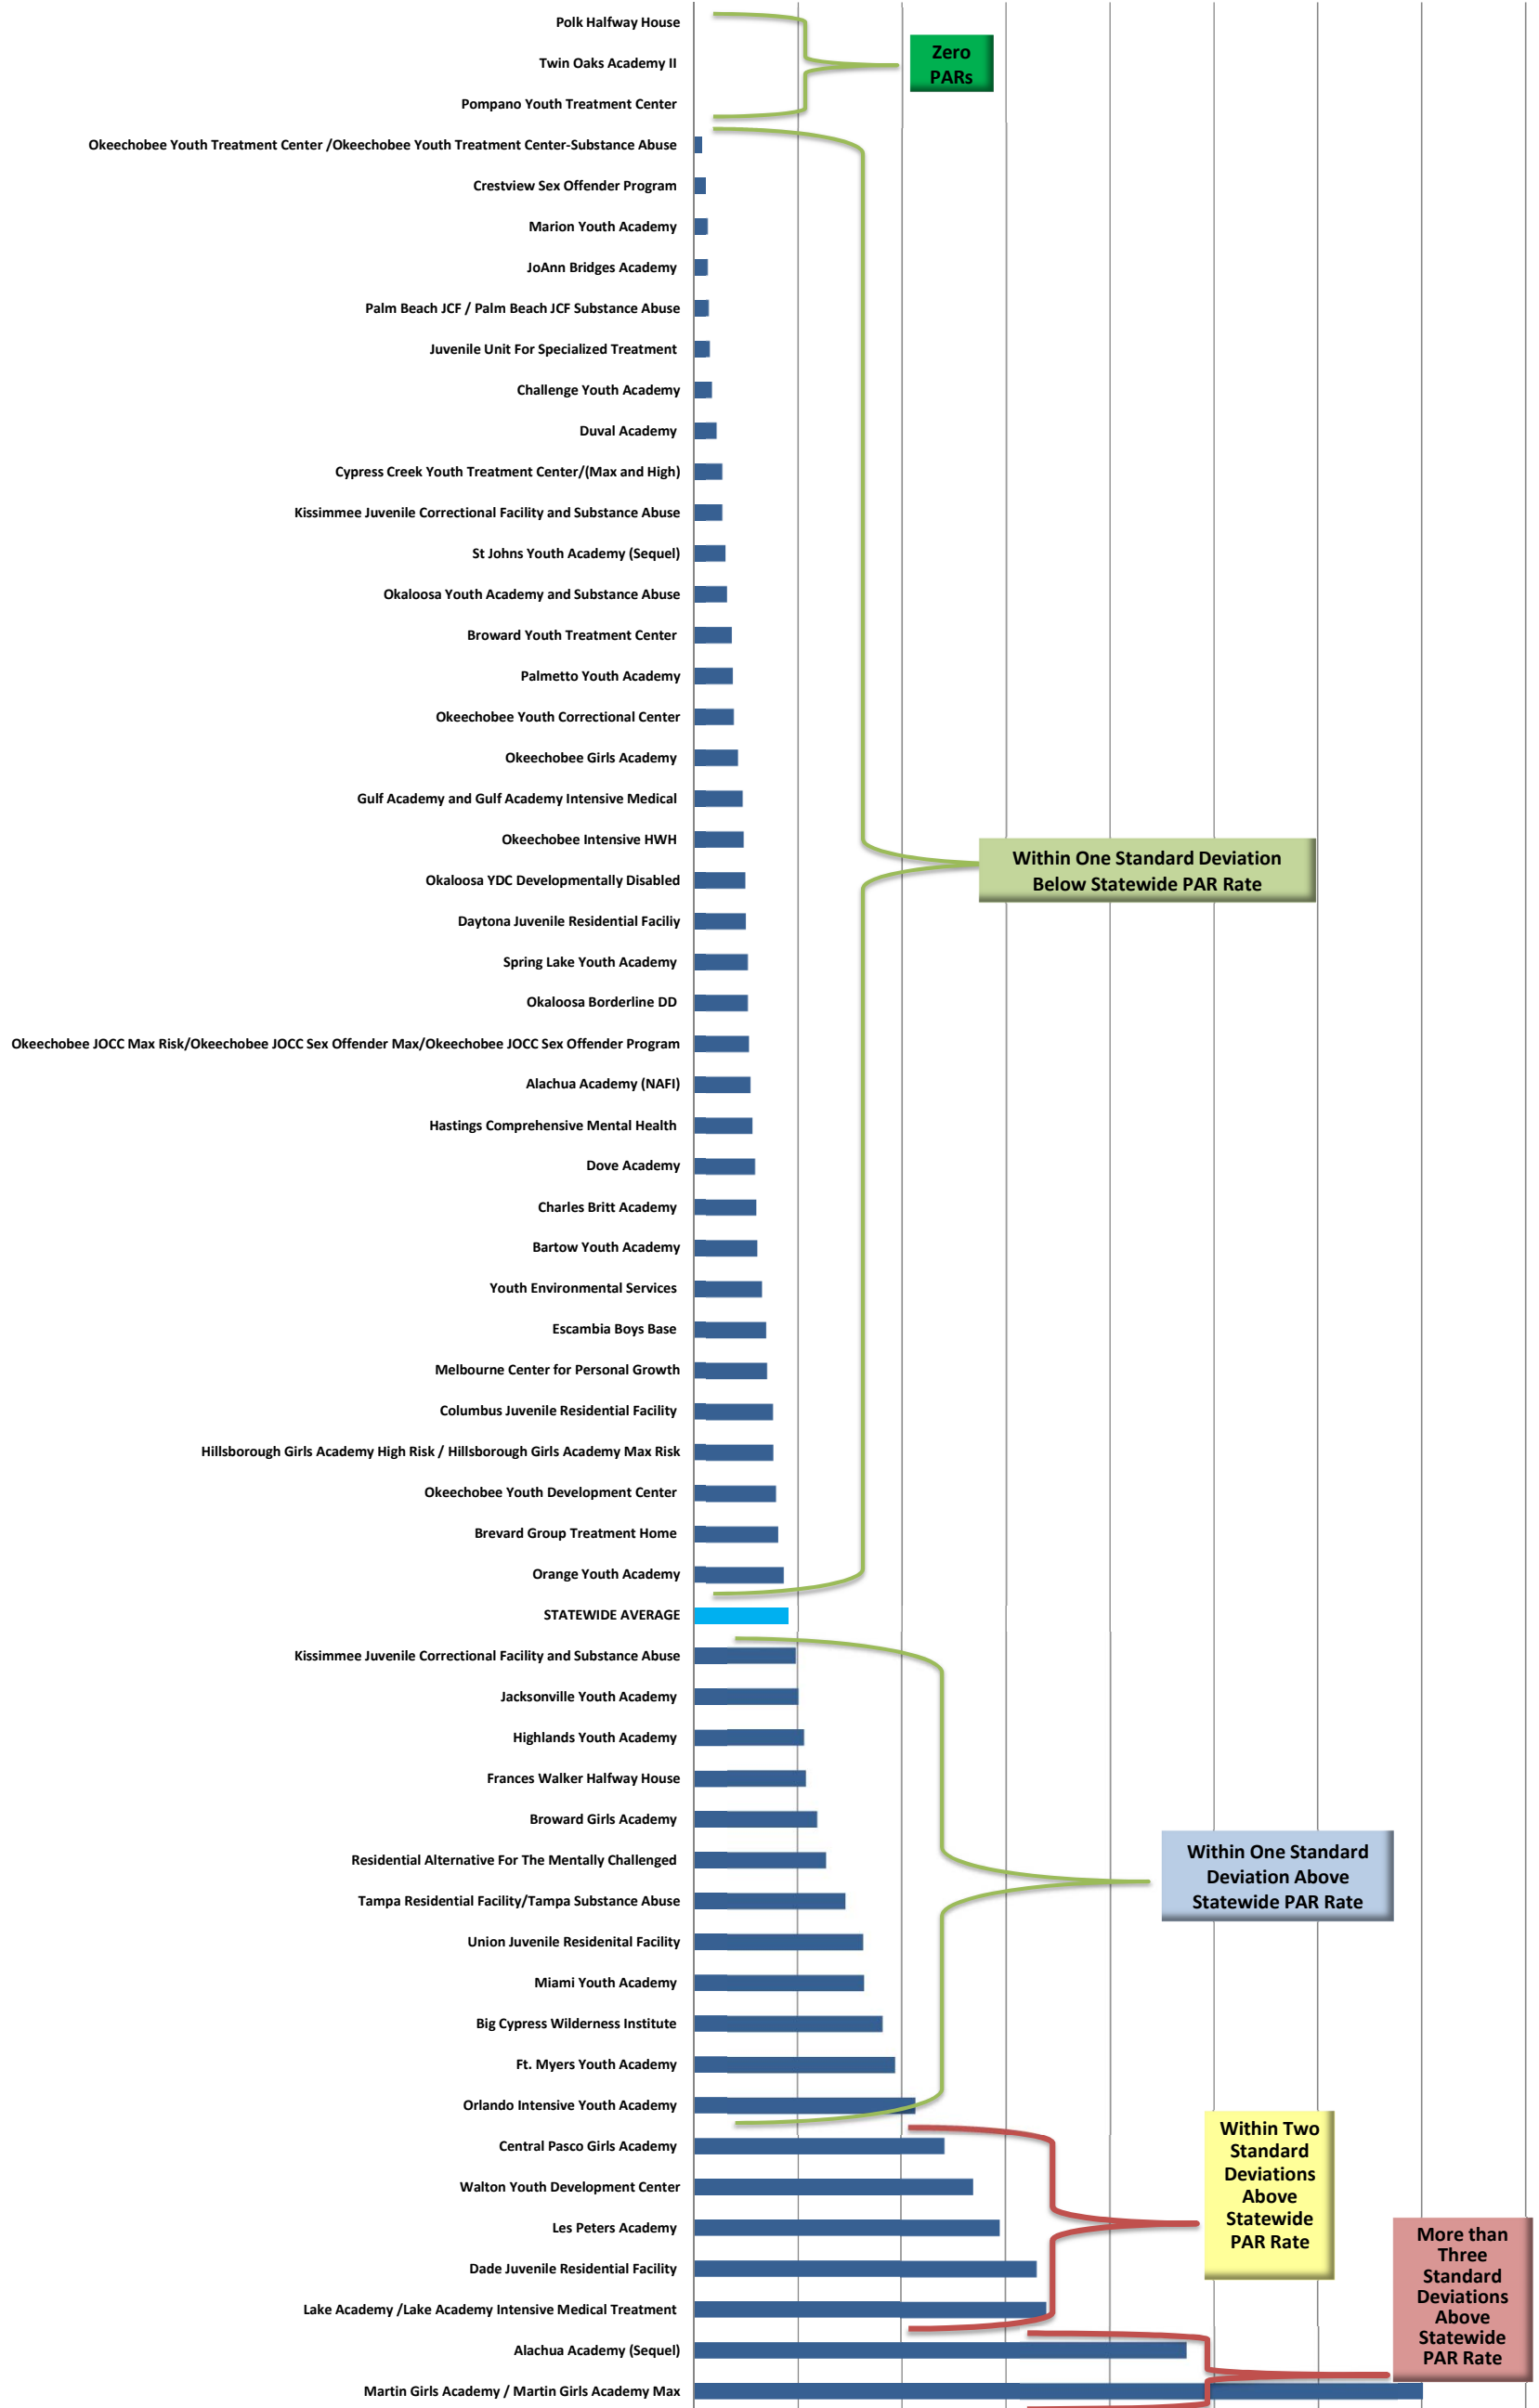 Polk Halfway House
Zero
PARs
Twin Oaks Academy II
Pompano Youth Treatment Center
Okeechobee Youth Treatment Center /Okeechobee Youth Treatment Center-Substance Abuse
Crestview Sex Offender Program
Marion Youth Academy
JoAnn Bridges Academy
Palm Beach JCF / Palm Beach JCF Substance Abuse
Juvenile Unit For Specialized Treatment
Challenge Youth Academy
Duval Academy
Cypress Creek Youth Treatment Center/(Max and High)
Kissimmee Juvenile Correctional Facility and Substance Abuse
St Johns Youth Academy (Sequel)
Okaloosa Youth Academy and Substance Abuse
Broward Youth Treatment Center
Palmetto Youth Academy
Okeechobee Youth Correctional Center
Okeechobee Girls Academy
Gulf Academy and Gulf Academy Intensive Medical
Okeechobee Intensive HWH
Within One Standard Deviation
Below Statewide PAR Rate
Okaloosa YDC Developmentally Disabled
Daytona Juvenile Residential Faciliy
Spring Lake Youth Academy
Okaloosa Borderline DD
Okeechobee JOCC Max Risk/Okeechobee JOCC Sex Offender Max/Okeechobee JOCC Sex Offender Program
Alachua Academy (NAFI)
Hastings Comprehensive Mental Health
Dove Academy
Charles Britt Academy
Bartow Youth Academy
Youth Environmental Services
Escambia Boys Base
Melbourne Center for Personal Growth
Columbus Juvenile Residential Facility
Hillsborough Girls Academy High Risk / Hillsborough Girls Academy Max Risk
Okeechobee Youth Development Center
Brevard Group Treatment Home
Orange Youth Academy
STATEWIDE AVERAGE
Kissimmee Juvenile Correctional Facility and Substance Abuse
Jacksonville Youth Academy
Highlands Youth Academy
Frances Walker Halfway House
Broward Girls Academy
Residential Alternative For The Mentally Challenged
Within One Standard
Deviation Above
Statewide PAR Rate
Tampa Residential Facility/Tampa Substance Abuse
Union Juvenile Residenital Facility
Miami Youth Academy
Big Cypress Wilderness Institute
Ft. Myers Youth Academy
Orlando Intensive Youth Academy
Central Pasco Girls Academy
Within Two
Standard
Deviations
Above
Statewide
PAR Rate
Walton Youth Development Center
Les Peters Academy
Dade Juvenile Residential Facility
Lake Academy /Lake Academy Intensive Medical Treatment
More than
Three
Standard
Deviations
Above
Statewide
PAR Rate
Alachua Academy (Sequel)
Martin Girls Academy / Martin Girls Academy Max